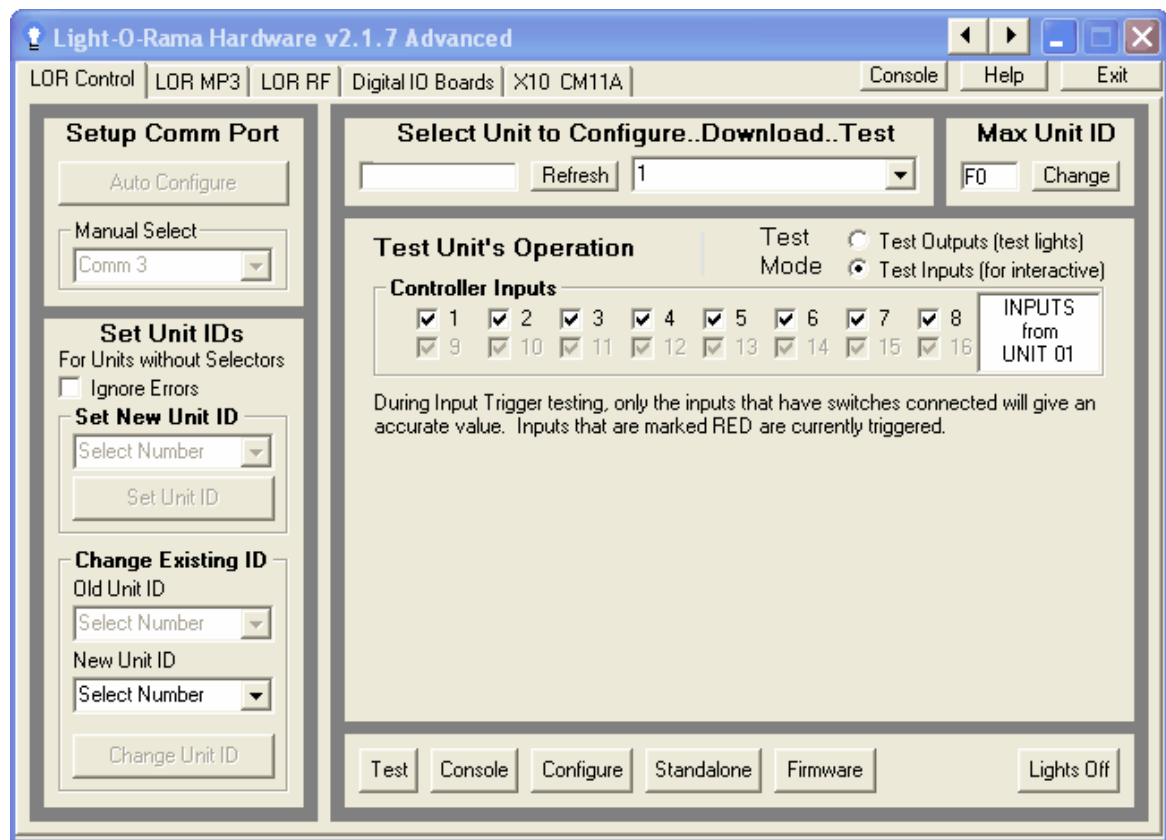 Light-O-Rama Hardware v2.1.7 Advanced
LOR Control LOR MP3 LOR RF Digital IO Boards X10 CM11A Console Help Exit
Setup Comm Port
Auto Configure
Manual Select
Comm 3
Set Unit IDs
For Units without Selectors
Ignore Errors
Set New Unit ID
Select Number
Set Unit ID
Change Existing ID
Old Unit ID
Select Number
New Unit ID
Select Number
Change Unit ID
Select Unit to Configure..Download..Test
Refresh 1
Max Unit ID
F0 Change
Test Unit's Operation
Test Mode
Test Outputs (test lights)
Test Inputs (for interactive)
Controller Inputs
1 2 3 4 5 6 7 8
9 10 11 12 13 14 15 16
INPUTS
from
UNIT 01
During Input Trigger testing, only the inputs that have switches connected will give an
accurate value. Inputs that are marked RED are currently triggered.
Test Console Configure Standalone Firmware Lights Off